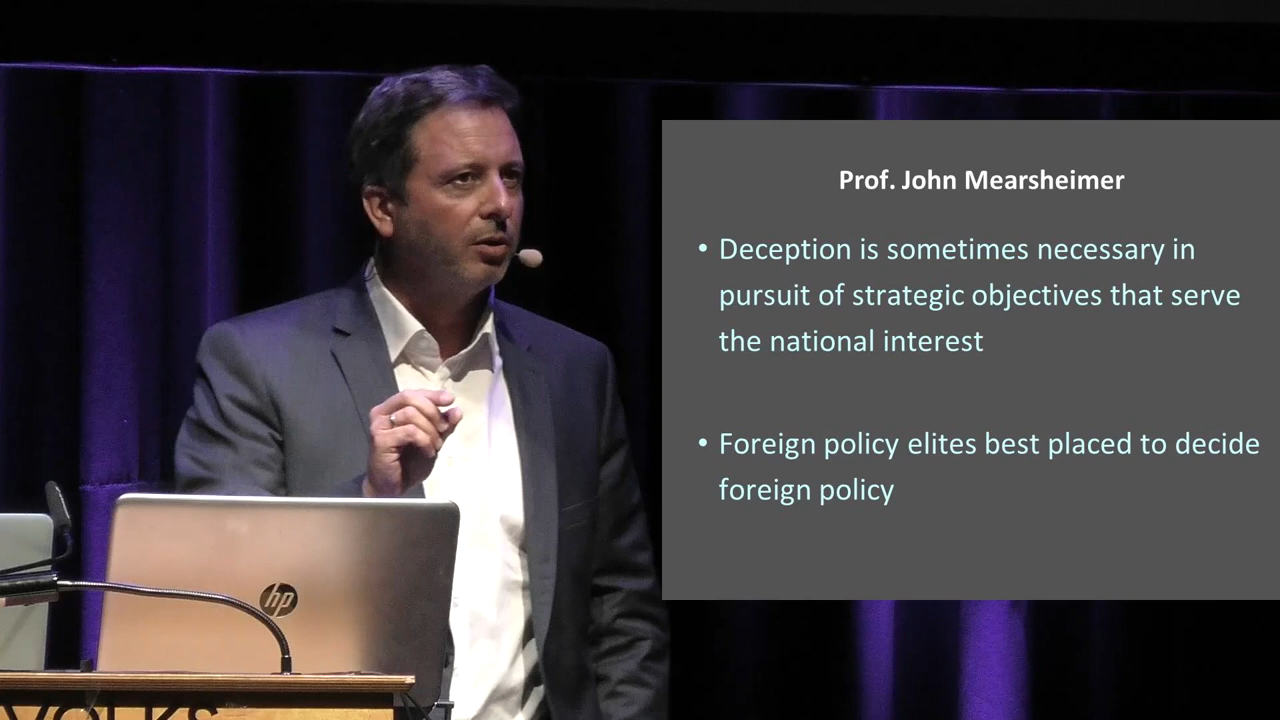 Prof. John Mearsheimer
• Deception is sometimes necessary in
pursuit of strategic objectives that serve
the national interest
• Foreign policy elites best placed to decide
foreign policy
hp
VOLKS